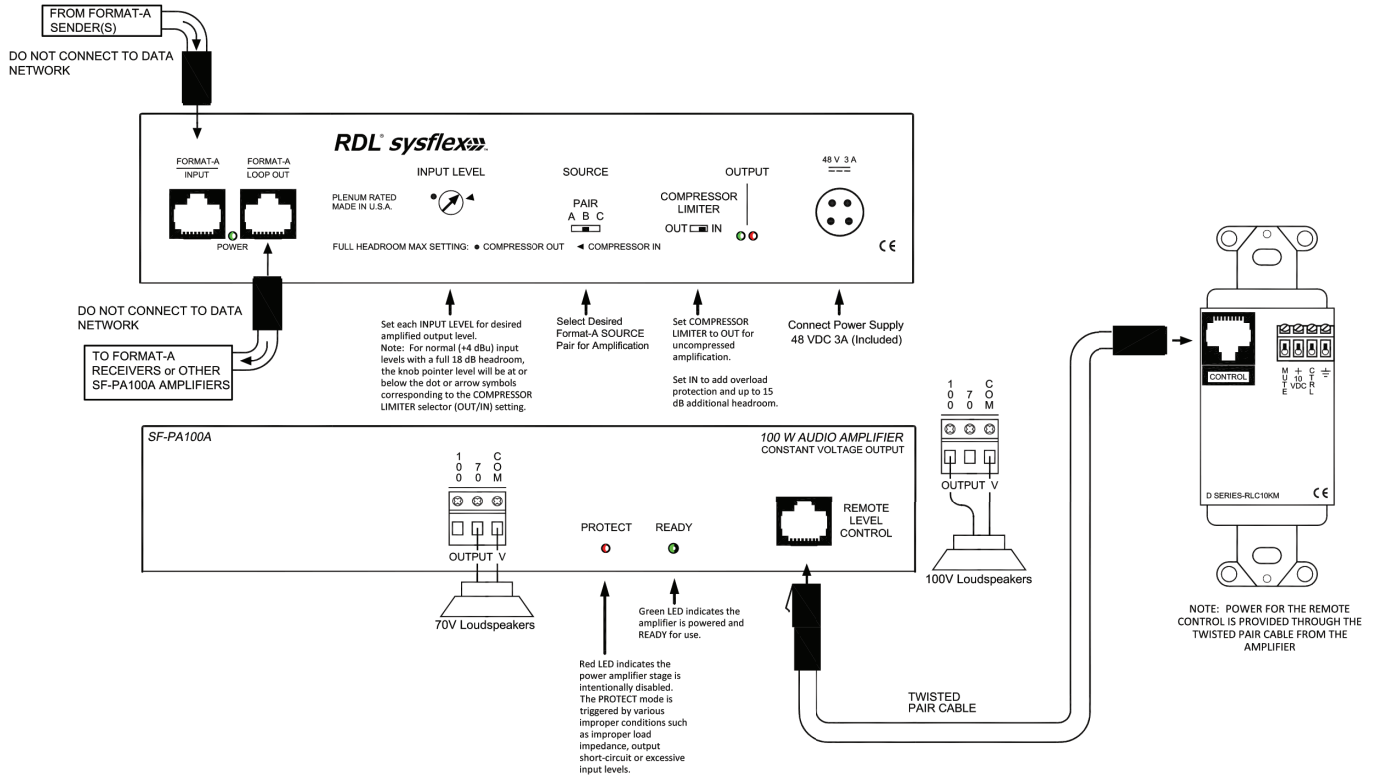 FROM FORMAT-A
SENDER(S)
DO NOT CONNECT TO DATA
NETWORK
RDL® sysflex
FORMAT-A
INPUT
FORMAT-A
LOOP OUT
POWER
PLENUM RATED
MADE IN U.S.A.
INPUT LEVEL
SOURCE
PAIR
A B C
COMPRESSOR
LIMITER
OUT IN
OUTPUT
48 V 3 A
FULL HEADROOM MAX SETTING: ● COMPRESSOR OUT ◄ COMPRESSOR IN
CE
DO NOT CONNECT TO DATA
NETWORK
TO FORMAT-A
RECEIVERS or OTHER
SF-PA100A AMPLIFIERS
Set each INPUT LEVEL for desired
amplified output level.
Note: For normal (+4 dBu) input
levels with a full 18 dB headroom,
the knob pointer level will be at or
below the dot or arrow symbols
corresponding to the COMPRESSOR
LIMITER selector (OUT/IN) setting.
Select Desired
Format-A SOURCE
Pair for Amplification
Set COMPRESSOR
LIMITER to OUT for
uncompressed
amplification.
Set IN to add overload
protection and up to 15
dB additional headroom.
Connect Power Supply
48 VDC 3A (Included)
SF-PA100A
100 W AUDIO AMPLIFIER
CONSTANT VOLTAGE OUTPUT
100
70
COM
OUTPUT V
70V Loudspeakers
PROTECT
READY
REMOTE
LEVEL
CONTROL
Green LED indicates the
amplifier is powered and
READY for use.
Red LED indicates the
power amplifier stage is
intentionally disabled.
The PROTECT mode is
triggered by various
improper conditions such
as improper load
impedance, output
short-circuit or excessive
input levels.
100
70
COM
OUTPUT V
100V Loudspeakers
TWISTED
PAIR CABLE
CONTROL
MUTE
+
10
VDC
CTRL
D SERIES-RLC10KM
CE
NOTE: POWER FOR THE REMOTE
CONTROL IS PROVIDED THROUGH THE
TWISTED PAIR CABLE FROM THE
AMPLIFIER